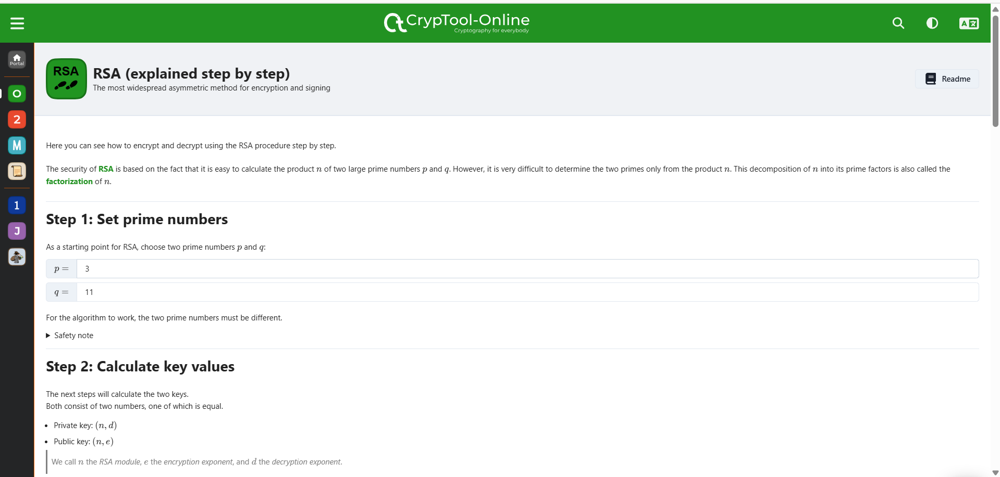 CrypTool-Online
Cryptography for everybody
Portal
RSA
RSA (explained step by step)
The most widespread asymmetric method for encryption and signing
Readme
2
M
1
J
Here you can see how to encrypt and decrypt using the RSA procedure step by step.
The security of RSA is based on the fact that it is easy to calculate the product n of two large prime numbers p and q. However, it is very difficult to determine the two primes only from the product n. This decomposition of n into its prime factors is also called the
factorization of n.
Step 1: Set prime numbers
As a starting point for RSA, choose two prime numbers p and q:
p = 3
q = 11
For the algorithm to work, the two prime numbers must be different.
Safety note
Step 2: Calculate key values
The next steps will calculate the two keys.
Both consist of two numbers, one of which is equal.
• Private key: (n, d)
• Public key: (n, e)
We call n the RSA module, e the encryption exponent, and d the decryption exponent.